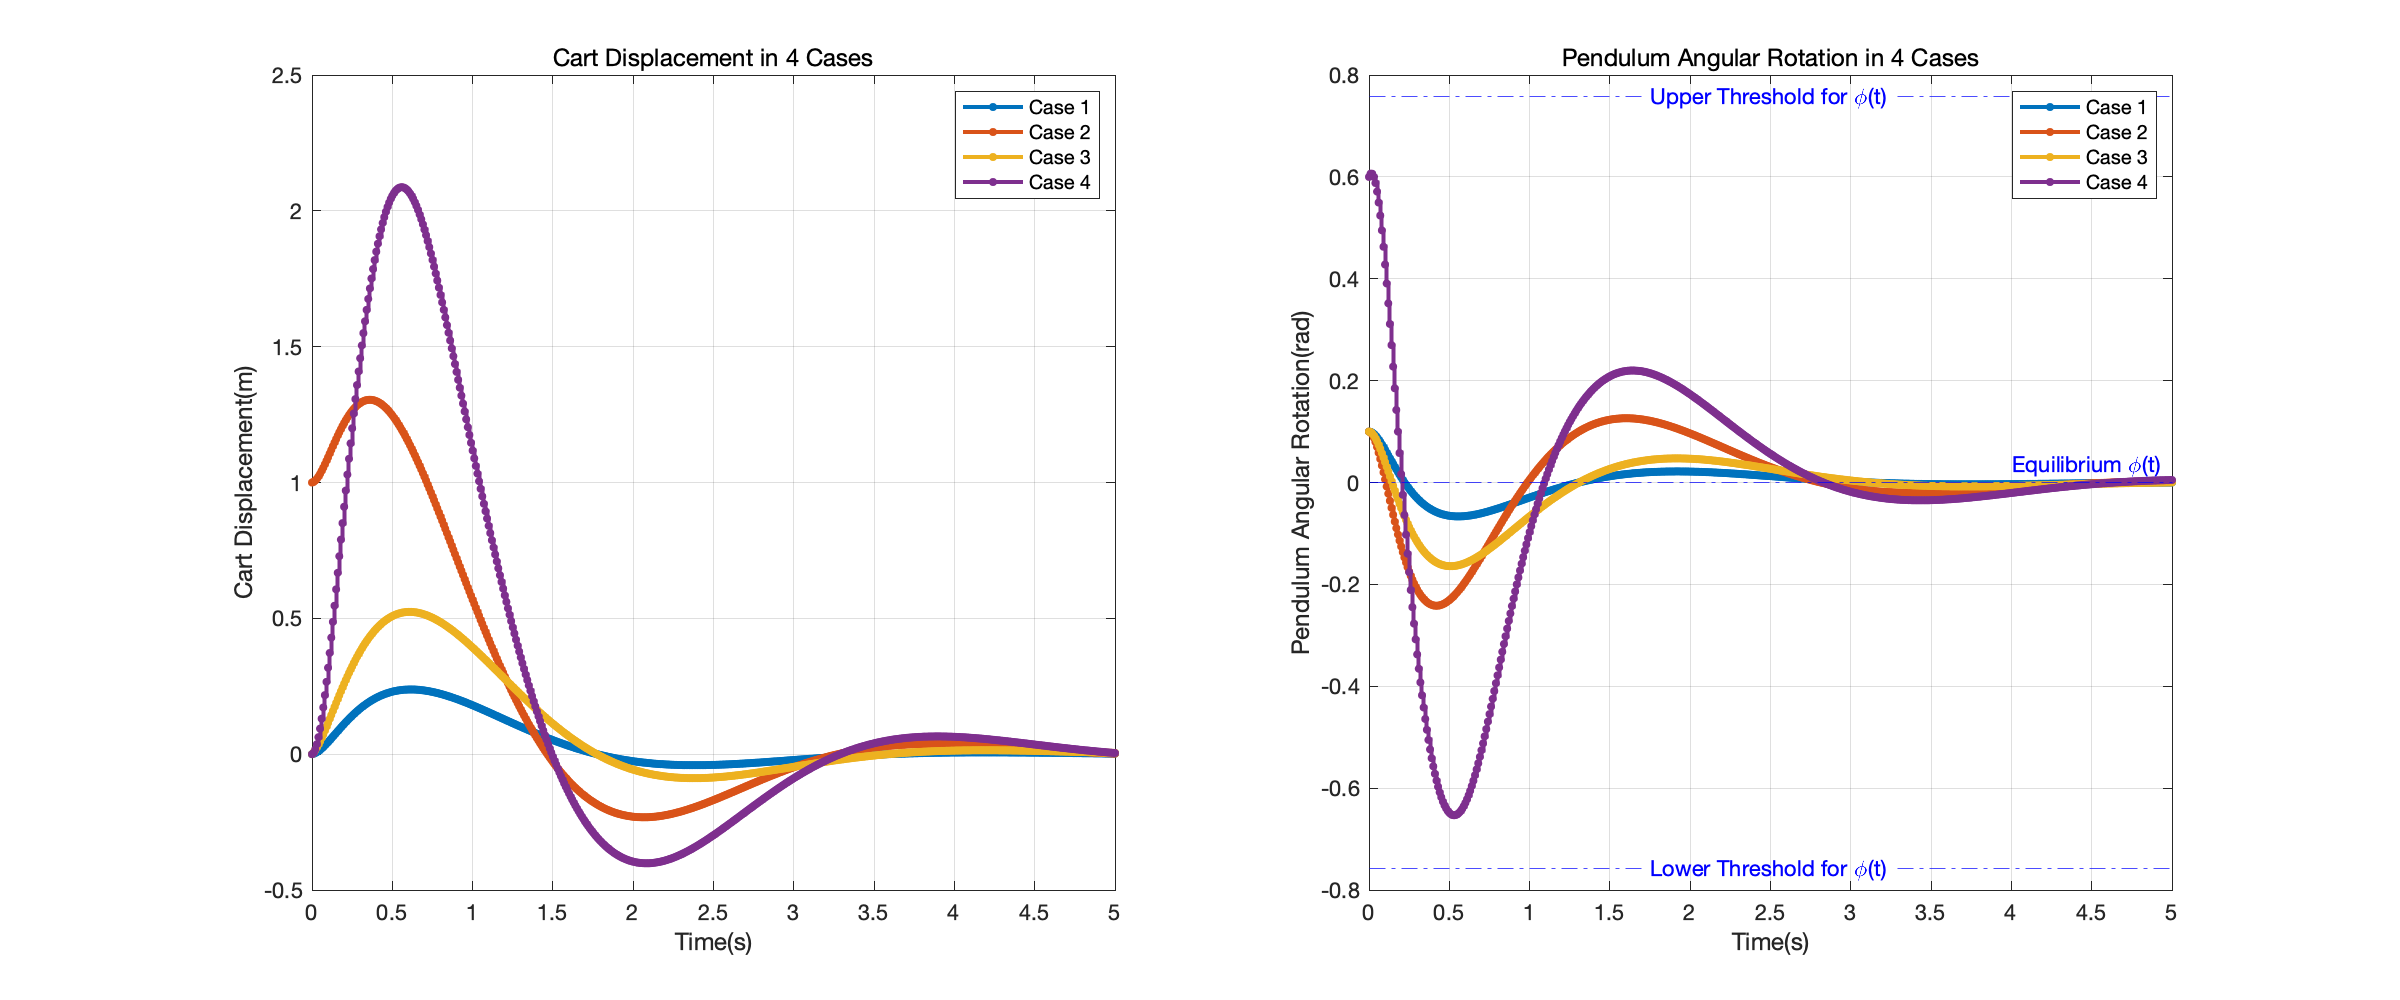 Cart Displacement in 4 Cases
2.5
2
1.5
1
0.5
0
-0.5
Cart Displacement(m)
Case 1
Case 2
Case 3
Case 4
0 0.5 1 1.5 2 2.5 3 3.5 4 4.5 5
Time(s)
Pendulum Angular Rotation in 4 Cases
0.8
0.6
0.4
0.2
0
-0.2
-0.4
-0.6
-0.8
Pendulum Angular Rotation(rad)
Upper Threshold for ϕ(t)
Case 1
Case 2
Case 3
Case 4
Equilibrium ϕ(t)
Lower Threshold for ϕ(t)
0 0.5 1 1.5 2 2.5 3 3.5 4 4.5 5
Time(s)